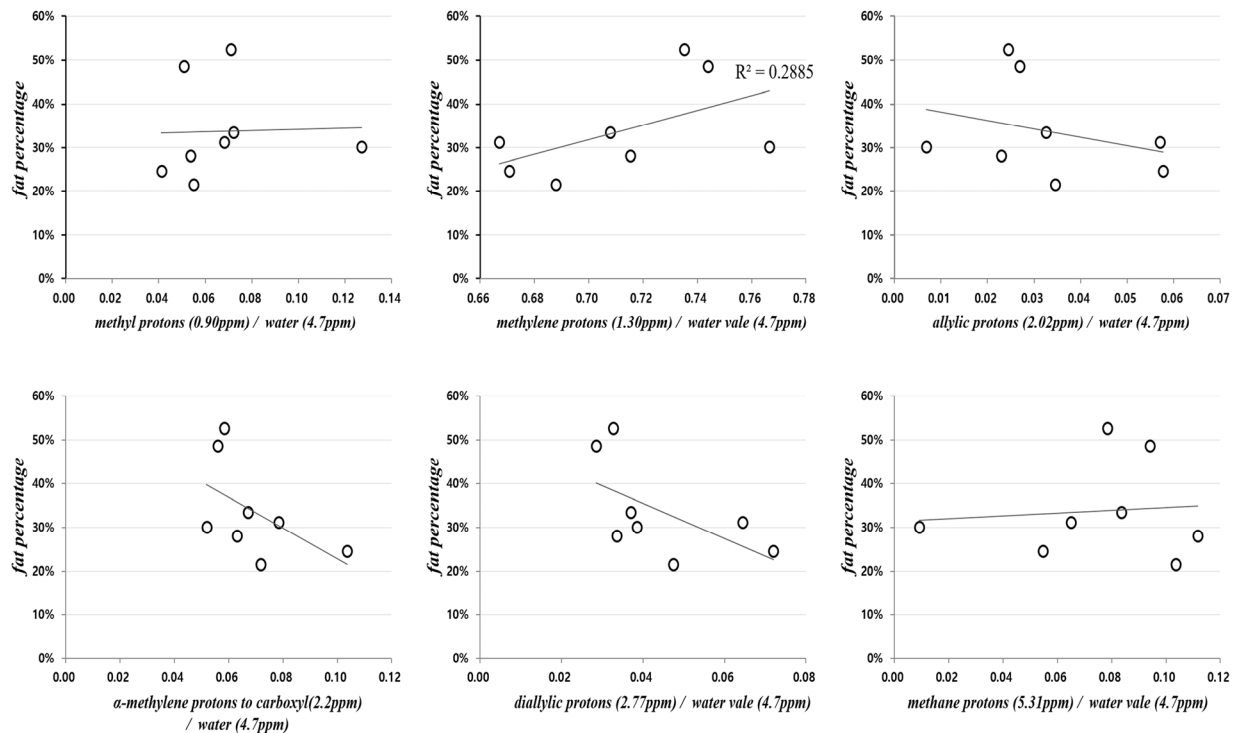 60%
50%
40%
30%
20%
10%
0%
fat percentage
0.00 0.02 0.04 0.06 0.08 0.10 0.12 0.14
methyl protons (0.90ppm) / water (4.7ppm)
60%
50%
40%
30%
20%
10%
0%
fat percentage
R² = 0.2885
0.66 0.68 0.70 0.72 0.74 0.76 0.78
methylene protons (1.30ppm) / water vale (4.7ppm)
60%
50%
40%
30%
20%
10%
0%
fat percentage
0.00 0.01 0.02 0.03 0.04 0.05 0.06 0.07
allylic protons (2.02ppm) / water (4.7ppm)
60%
50%
40%
30%
20%
10%
0%
fat percentage
0.00 0.02 0.04 0.06 0.08 0.10 0.12
α-methylene protons to carboxyl(2.2ppm)
/ water (4.7ppm)
60%
50%
40%
30%
20%
10%
0%
fat percentage
0.00 0.02 0.04 0.06 0.08
diallylic protons (2.77ppm) / water vale (4.7ppm)
60%
50%
40%
30%
20%
10%
0%
fat percentage
0.00 0.02 0.04 0.06 0.08 0.10 0.12
methane protons (5.31ppm) / water vale (4.7ppm)